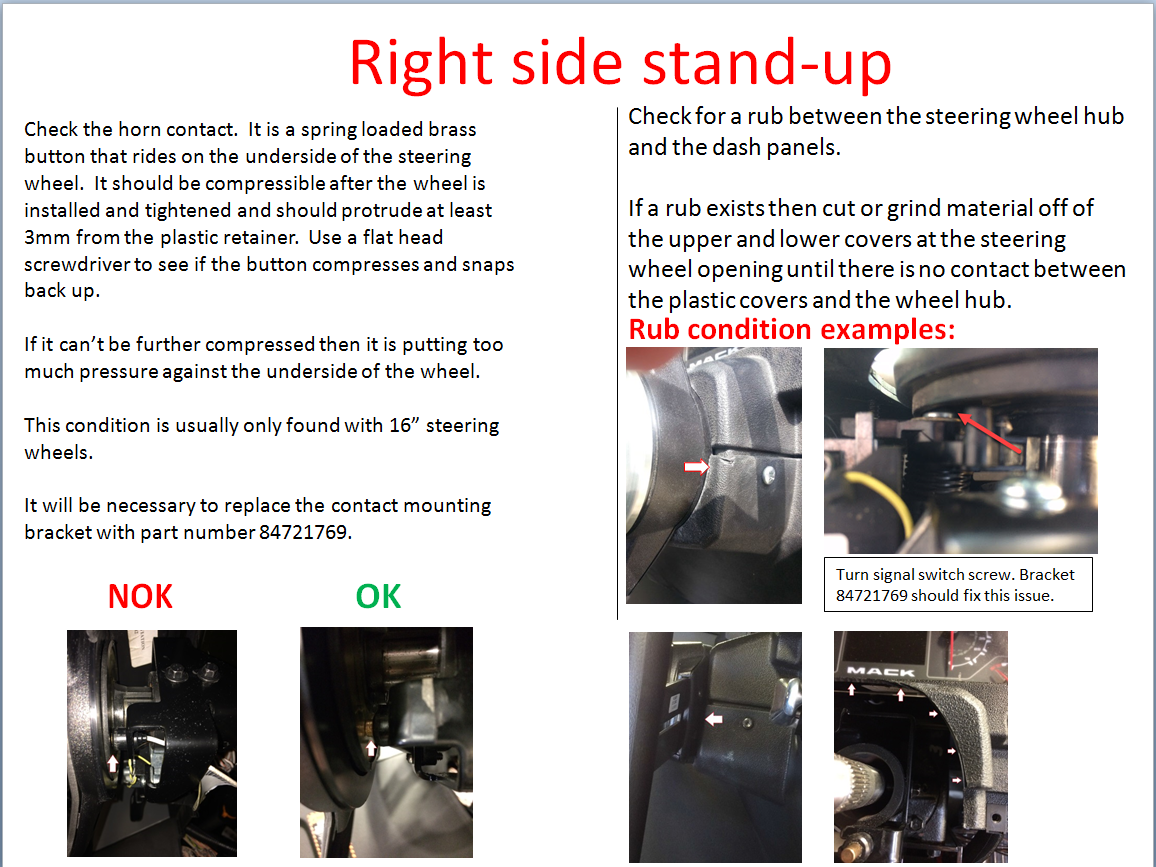 Right side stand-up
Check the horn contact. It is a spring loaded brass
button that rides on the underside of the steering
wheel. It should be compressible after the wheel is
installed and tightened and should protrude at least
3mm from the plastic retainer. Use a flat head
screwdriver to see if the button compresses and snaps
back up.
If it can’t be further compressed then it is putting too
much pressure against the underside of the wheel.
This condition is usually only found with 16” steering
wheels.
It will be necessary to replace the contact mounting
bracket with part number 84721769.
NOK
OK
Check for a rub between the steering wheel hub
and the dash panels.
If a rub exists then cut or grind material off of
the upper and lower covers at the steering
wheel opening until there is no contact between
the plastic covers and the wheel hub.
Rub condition examples:
MACK
Turn signal switch screw. Bracket
84721769 should fix this issue.
MACK